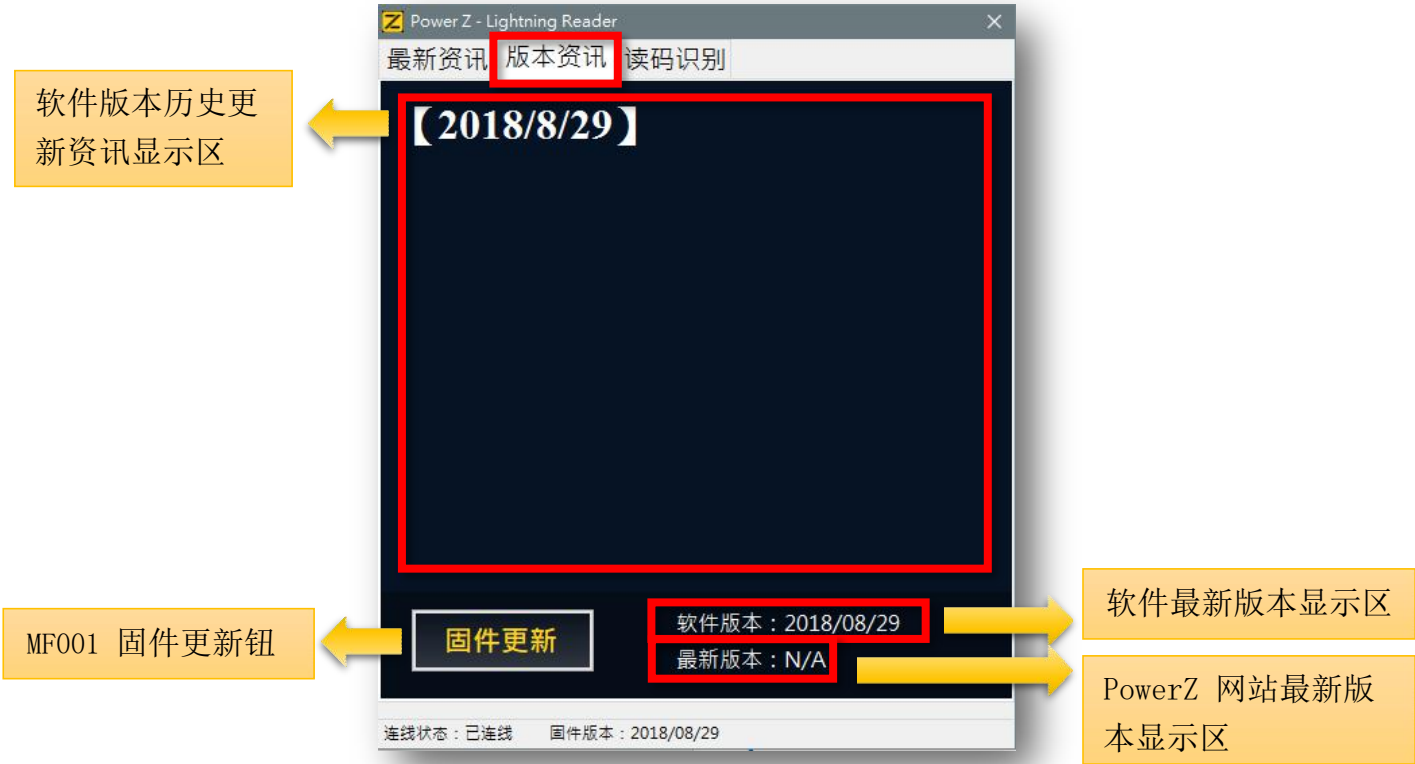 Power Z - Lightning Reader
最新资讯 版本资讯 读码识别
软件版本历史更
新资讯显示区
【2018/8/29】
MF001 固件更新钮
固件更新
软件版本：2018/08/29
最新版本：N/A
软件最新版本显示区
PowerZ 网站最新版
本显示区
连线状态：已连线 固件版本：2018/08/29